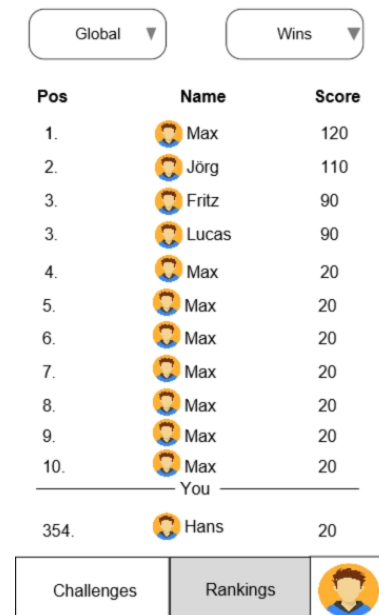 Global Wins
Pos Name Score
1. Max 120
2. Jörg 110
3. Fritz 90
3. Lucas 90
4. Max 20
5. Max 20
6. Max 20
7. Max 20
8. Max 20
9. Max 20
10. Max 20
You
354. Hans 20
Challenges Rankings